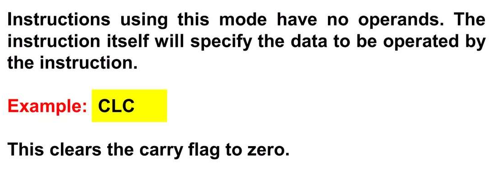 Instructions using this mode have no operands. The
instruction itself will specify the data to be operated by
the instruction.
Example: CLC
This clears the carry flag to zero.